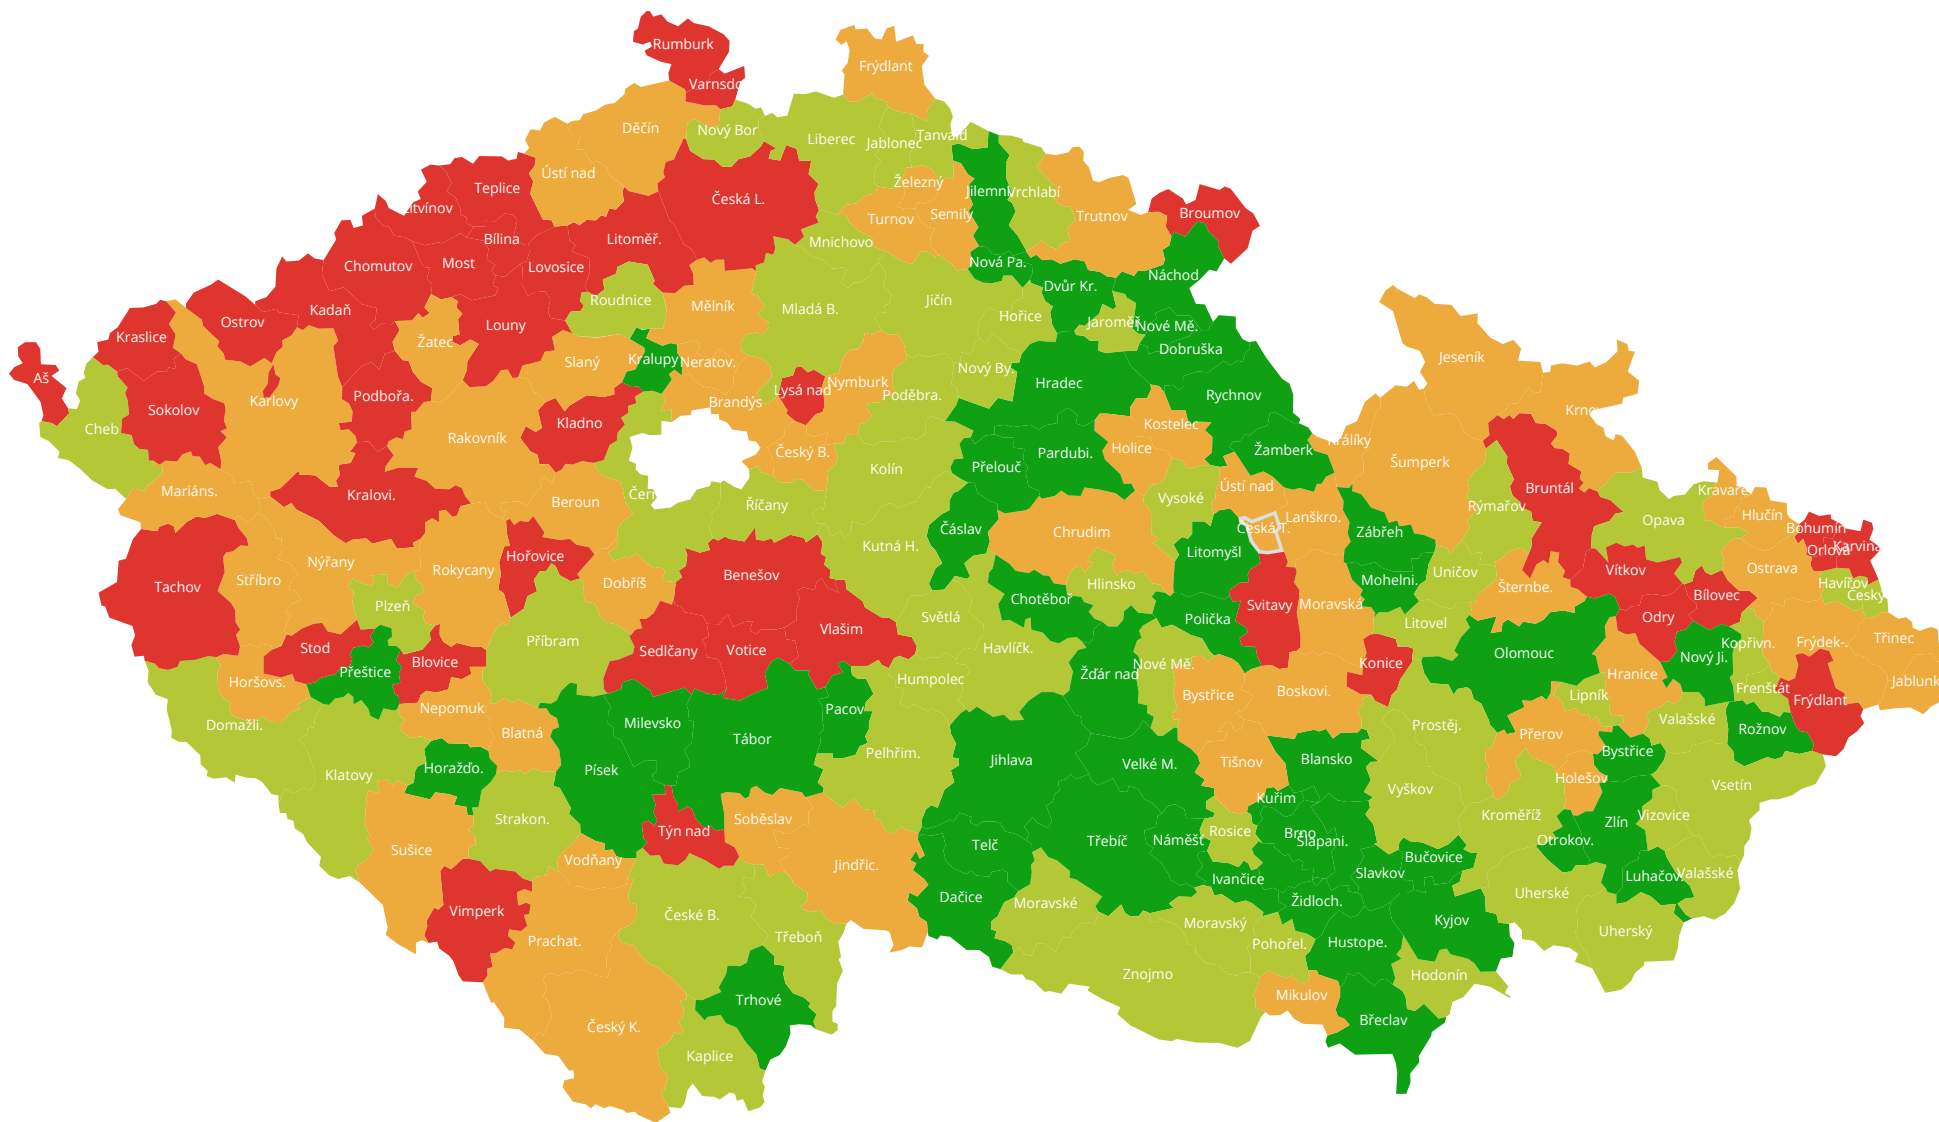 Rumburk
Frýdlant
Varnsdo
Děčín
Nový Bor
Liberec
Tanvald
Jablonec
Ústí nad
Teplice
Železný
Jilemni
Vrchlabí
Česká L.
Litvínov
Turnov
Semily
Trutnov
Broumov
Bílina
Litoměř.
Mnichovo
Most
Chomutov
Lovosice
Nová Pa.
Náchod
Dvůr Kr.
Roudnice
Jičín
Kadaň
Mělník
Mladá B.
Hořice
Ostrov
Louny
Jaroměř
Nové Mě.
Kraslice
Žatec
Dobruška
Jeseník
Slaný
Kralupy
Neratov.
Aš
Nový By.
Hradec
Nymburk
Lysá nad
Poděbra.
Rychnov
Podbořa.
Karlovy
Brandýs
Sokolov
Krnov
Kladno
Kostelec
Cheb
Rakovník
Králíky
Holice
Žamberk
Český B.
Pardubi.
Šumperk
Přelouč
Kolín
Ústí nad
Bruntál
Mariáns.
Kravaře
Kralovi.
Čern
Vysoké
Beroun
Říčany
Rýmařov
Hlučín
Lanškro.
Opava
Česká T.
Bohumín
Čáslav
Chrudim
Zábřeh
Kutná H.
Karviná
Orlová
Litomyšl
Hořovice
Nýřany
Ostrava
Rokycany
Vítkov
Uničov
Benešov
Stříbro
Mohelni.
Dobříš
Hlinsko
Havířov
Tachov
Šternbe.
Bílovec
Český
Chotěboř
Plzeň
Svitavy
Moravská
Světlá
Polička
Odry
Litovel
Vlašim
Třinec
Příbram
Frýdek-.
Kopřivn.
Stod
Havlíčk.
Sedlčany
Votice
Olomouc
Nový Ji.
Blovice
Konice
Nové Mě.
Přeštice
Žďár nad
Hranice
Humpolec
Horšovs.
Jablunk
Frenštát
Boskovi.
Bystřice
Lipník
Frýdlant
Nepomuk
Pacov
Valašské
Domažli.
Milevsko
Prostěj.
Rožnov
Blatná
Přerov
Tábor
Bystřice
Pelhřim.
Jihlava
Blansko
Tišnov
Velké M.
Horažďo.
Písek
Klatovy
Holešov
Vsetín
Vyškov
Kuřim
Kroměříž
Vizovice
Strakon.
Soběslav
Zlín
Týn nad
Rosice
Brno
Šlapani.
Náměšť
Třebíč
Otrokov.
Telč
Sušice
Bučovice
Vodňany
Jindřic.
Slavkov
Valašské
Luhačov.
Ivančice
Uherské
Dačice
Židloch.
Moravské
Vimperk
České B.
Kyjov
Moravský
Uherský
Třeboň
Prachat.
Hustope.
Pohořel.
Znojmo
Hodonín
Mikulov
Trhové
Břeclav
Český K.
Kaplice